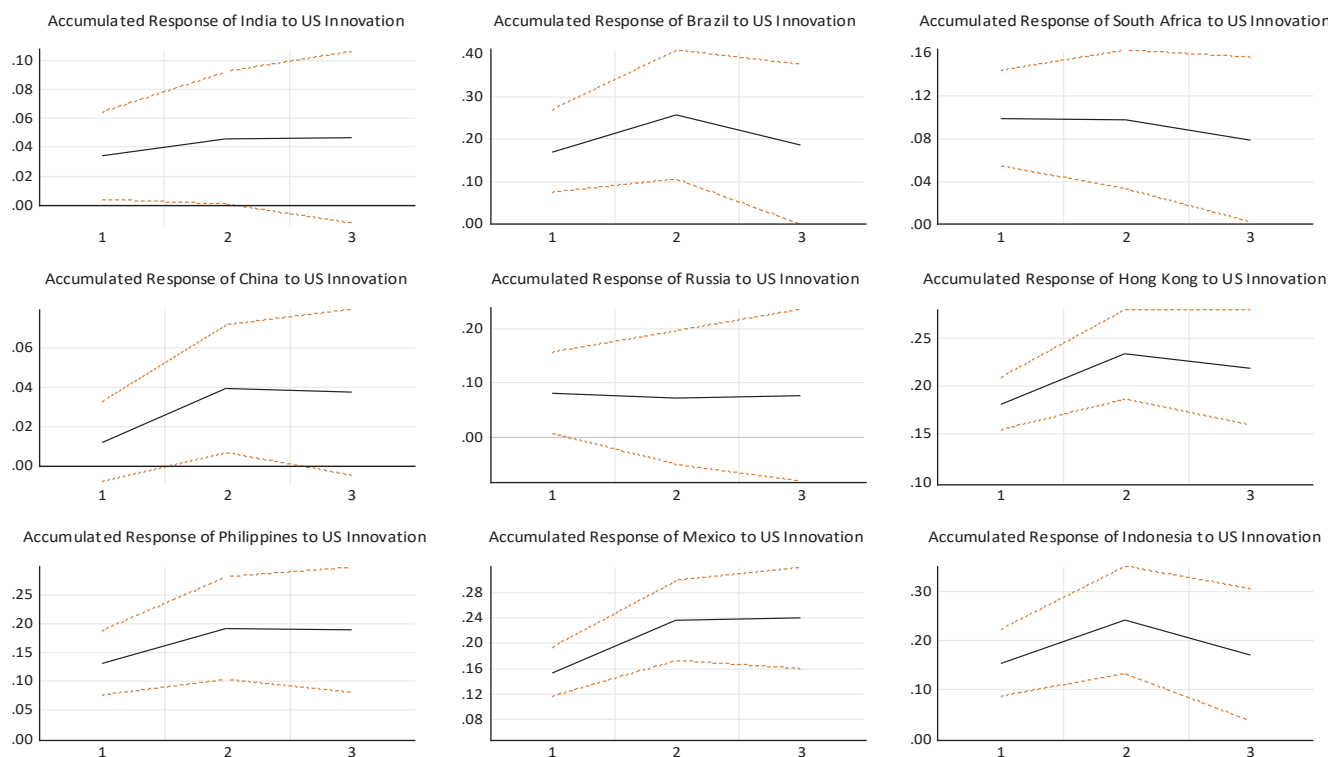 Accumulated Response of India to US Innovation
.10
.08
.06
.04
.02
.00
1 2 3
Accumulated Response of Brazil to US Innovation
.40
.30
.20
.10
.00
1 2 3
Accumulated Response of South Africa to US Innovation
.16
.12
.08
.04
.00
1 2 3
Accumulated Response of China to US Innovation
.06
.04
.02
.00
1 2 3
Accumulated Response of Russia to US Innovation
.20
.10
.00
1 2 3
Accumulated Response of Hong Kong to US Innovation
.25
.20
.15
.10
1 2 3
Accumulated Response of Philippines to US Innovation
.25
.20
.15
.10
.05
.00
1 2 3
Accumulated Response of Mexico to US Innovation
.28
.24
.20
.16
.12
.08
1 2 3
Accumulated Response of Indonesia to US Innovation
.30
.20
.10
.00
1 2 3